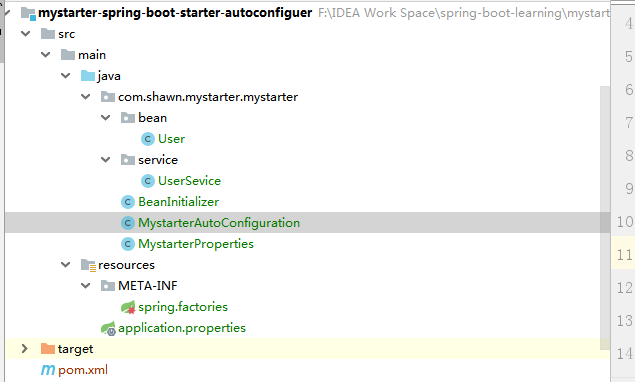 mystarter-spring-boot-starter-autoconfiguer F:\IDEA Work Space\spring-boot-learning\mystart
src
main
java
com.shawn.mystarter.mystarter
bean
User
service
UserSevice
BeanInitializer
MystarterAutoConfiguration
MystarterProperties
resources
META-INF
spring.factories
application.properties
target
pom.xml
4
5
6
7
8
9
10
11
12
13
14